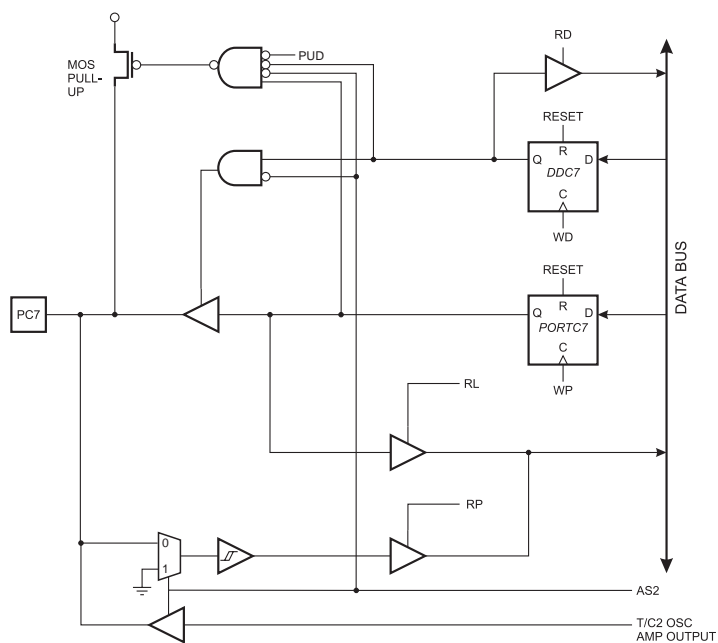 RD
MOS
PULL-
UP
PUD
RESET
R
Q
DDC7
D
C
WD
DATA BUS
RESET
R
Q
PORTC7
D
C
WP
PC7
RL
RP
0
1
AS2
T/C2 OSC
AMP OUTPUT